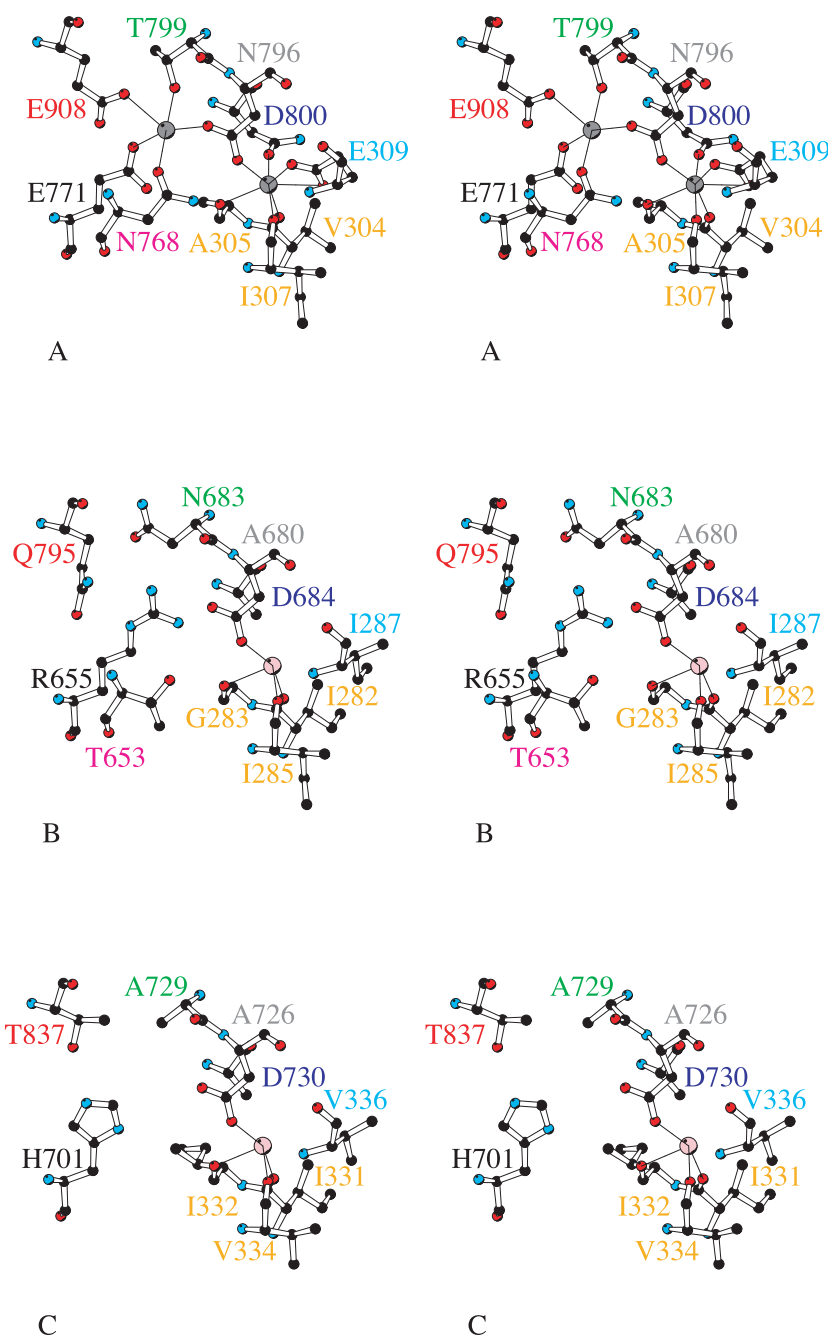 T799 T799
N796 N796
E908 D800 E908 D800
E309 E309
E771 E771
N768 A305 V304 N768 A305 V304
I307 I307
A A
N683 N683
A680 A680
Q795 Q795
D684 D684
I287 I287
R655 R655
G283 I282 G283 I282
T653 I285 T653 I285
B B
A729 A729
A726 A726
T837 T837
D730 D730
V336 V336
H701 H701
I332 I331 I332 I331
V334 V334
C C